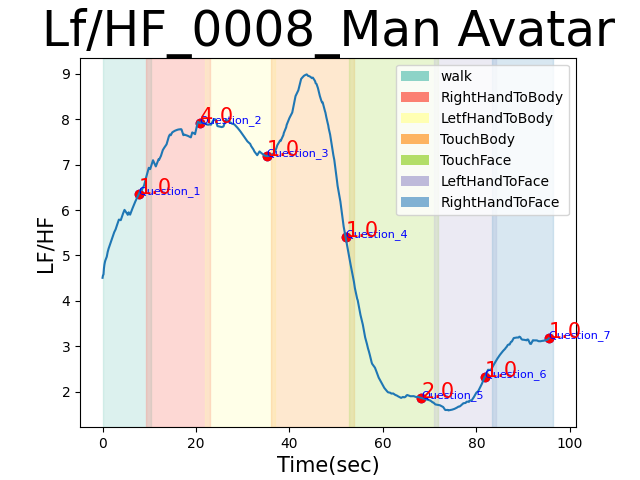 Lf/HF_0008_Man Avatar
LF/HF
9
8
7
6
5
4
3
2
walk
RightHandToBody
LetfHandToBody
TouchBody
TouchFace
LeftHandToFace
RightHandToFace
1.0
Question_1
4.0
Question_2
1.0
Question_3
1.0
Question_4
2.0
Question_5
1.0
Question_6
1.0
Question_7
0 20 40 60 80 100
Time(sec)